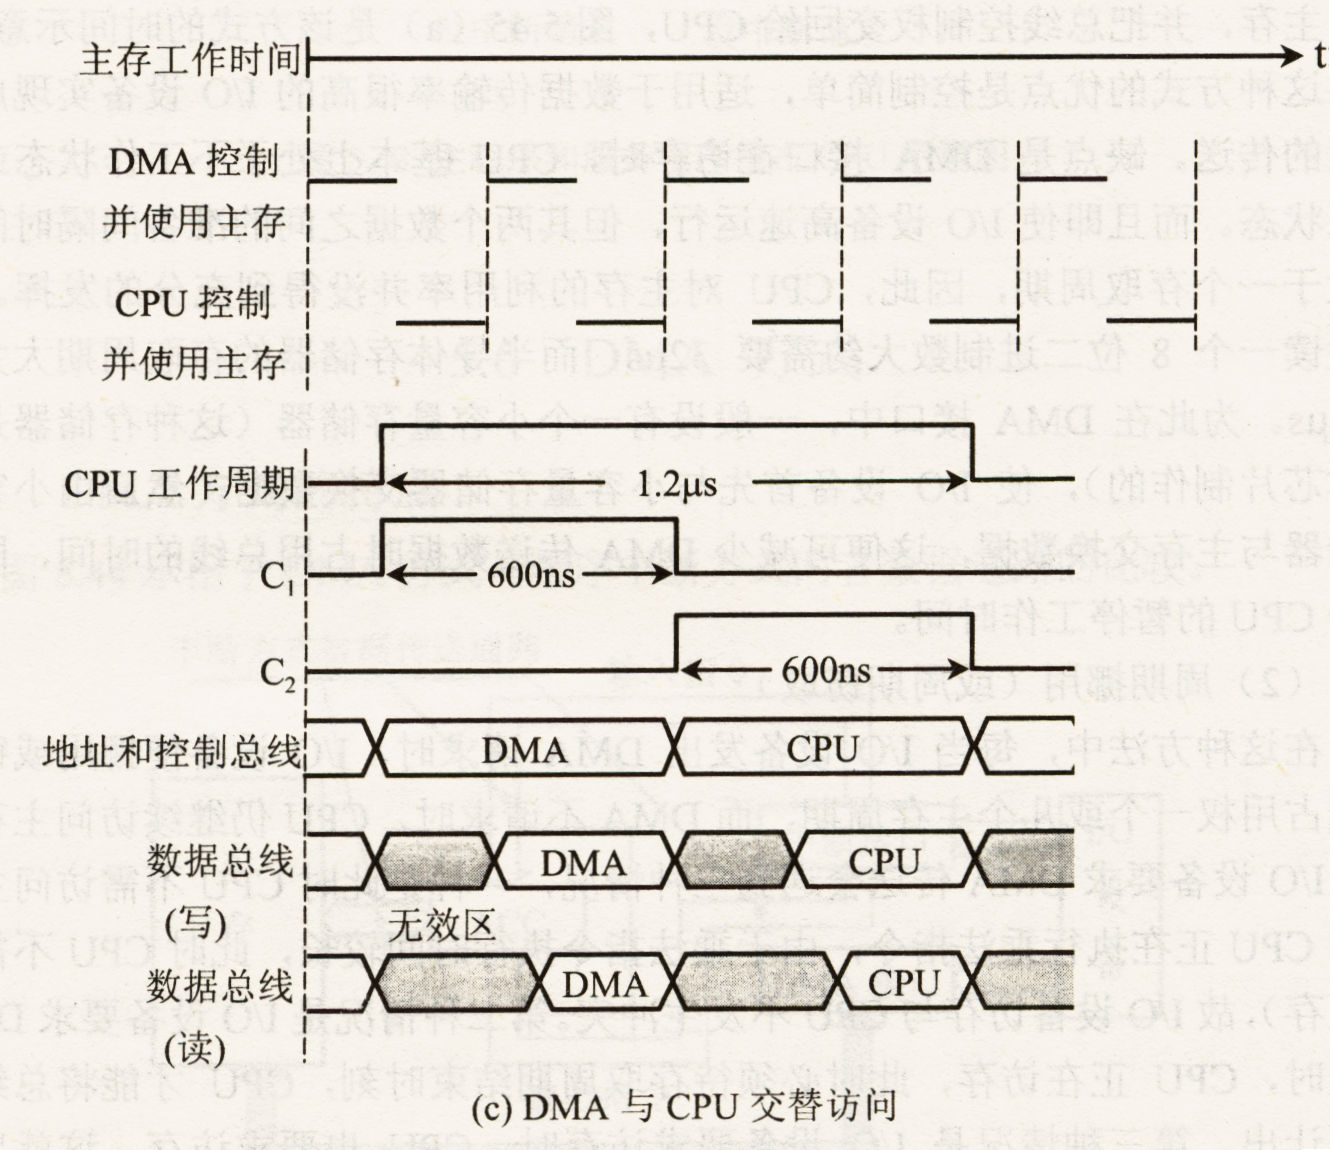 主存工作时间 t
DMA 控制
并使用主存
CPU 控制
并使用主存
CPU 工作周期 1.2μs
C₁ 600ns
C₂ 600ns
地址和控制总线 DMA CPU
数据总线 DMA CPU
(写) 无效区
数据总线 DMA CPU
(读)
(c) DMA 与 CPU 交替访问